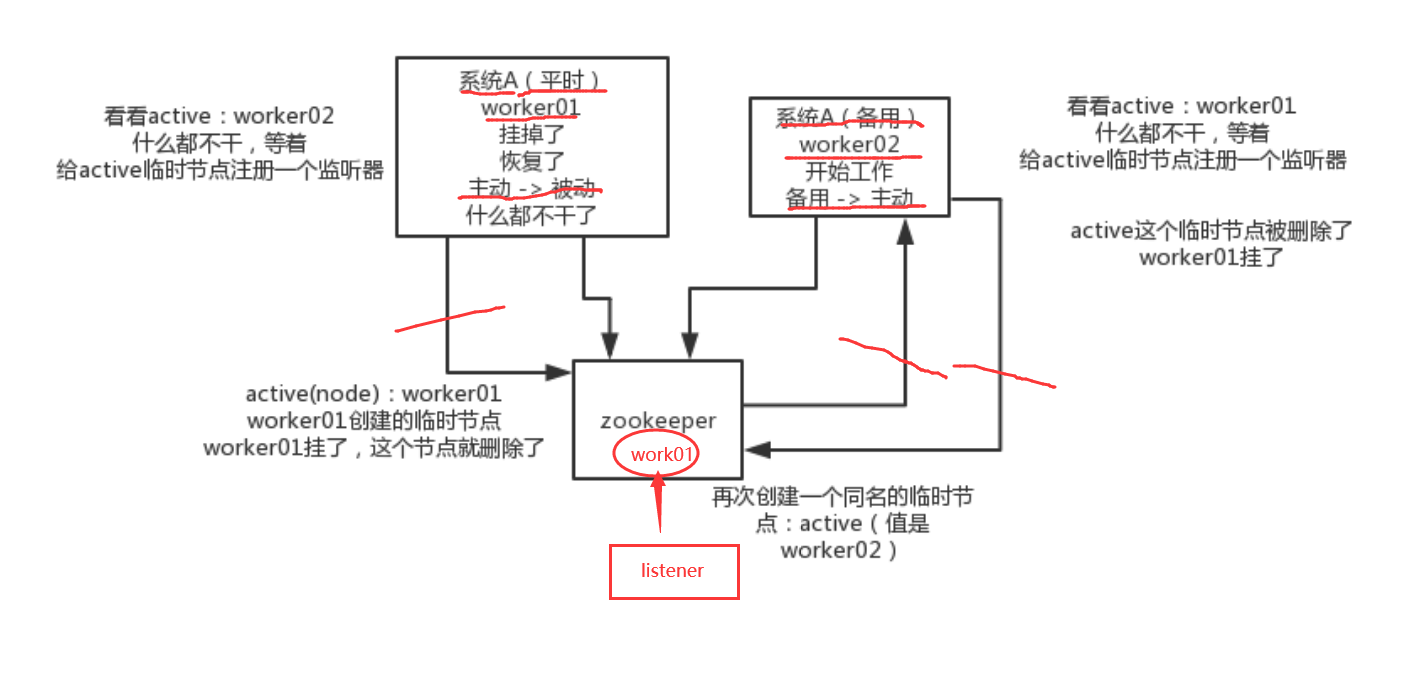 看看active：worker02
什么都不干，等着
给active临时节点注册一个监听器
系统A（平时）
worker01
挂掉了
恢复了
主动 -> 被动
什么都不干了
系统A（备用）
worker02
开始工作
备用 -> 主动
看看active：worker01
什么都不干，等着
给active临时节点注册一个监听器
active这个临时节点被删除了
worker01挂了
active(node)：worker01
worker01创建的临时节点
worker01挂了，这个节点就删除了
zookeeper
work01
再次创建一个同名的临时节
点：active（值是
worker02）
listener